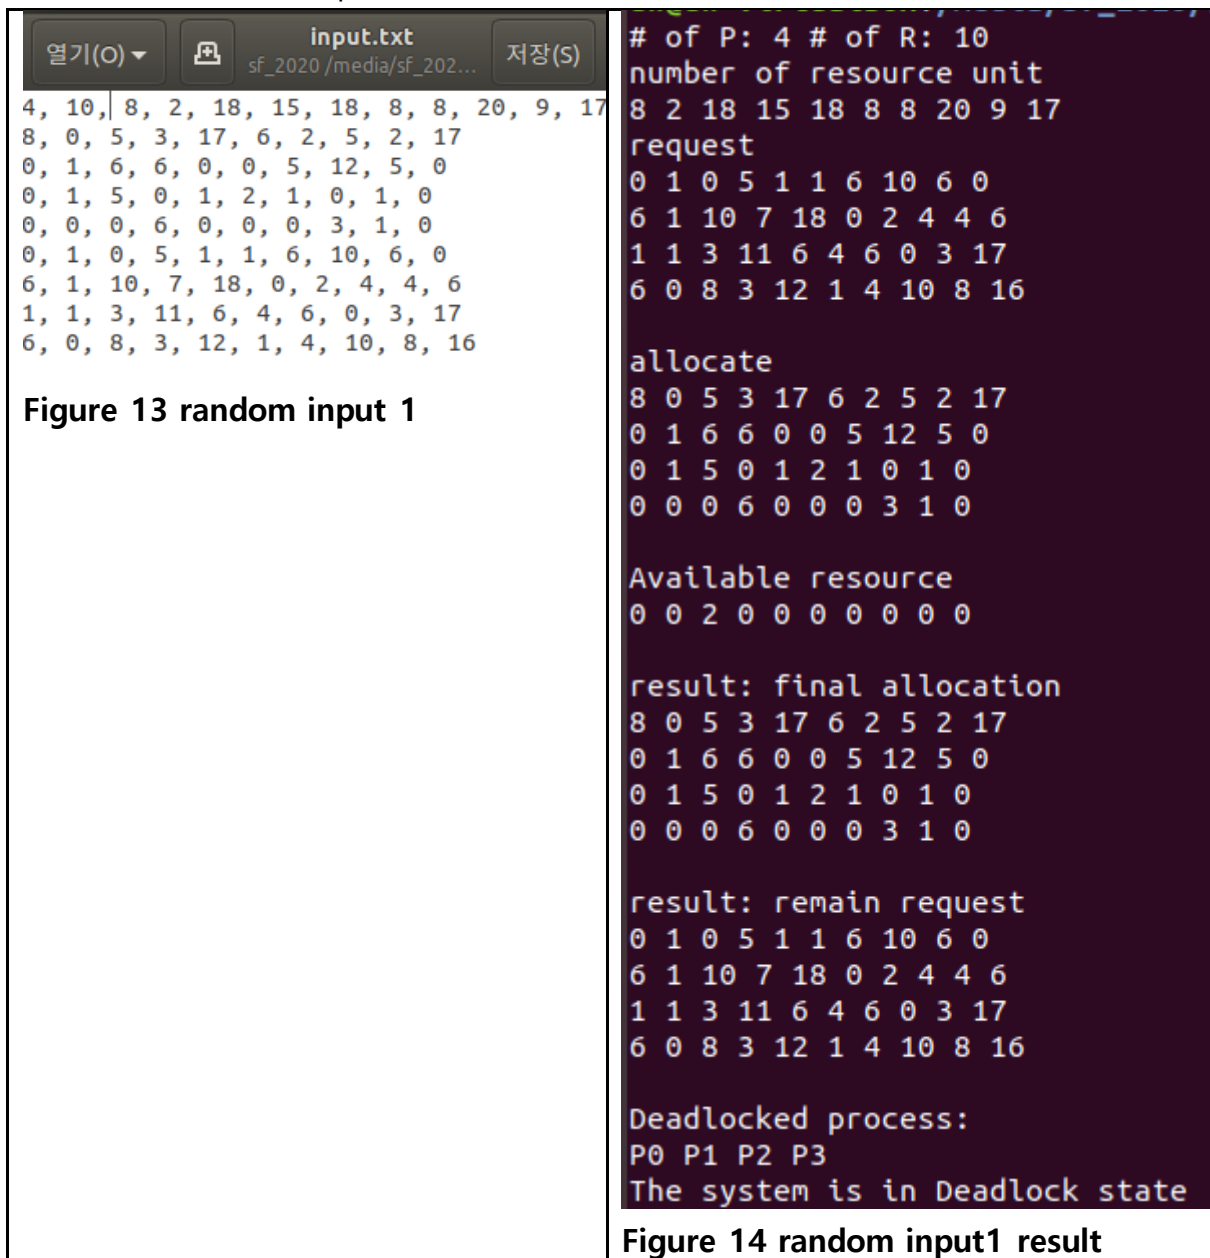 열기(O)
input.txt
sf_2020 /media/sf_202...
저장(S)
4, 10, 8, 2, 18, 15, 18, 8, 8, 20, 9, 17
8, 0, 5, 3, 17, 6, 2, 5, 2, 17
0, 1, 6, 6, 0, 0, 5, 12, 5, 0
0, 1, 5, 0, 1, 2, 1, 0, 1, 0
0, 0, 0, 6, 0, 0, 0, 3, 1, 0
0, 1, 0, 5, 1, 1, 6, 10, 6, 0
6, 1, 10, 7, 18, 0, 2, 4, 4, 6
1, 1, 3, 11, 6, 4, 6, 0, 3, 17
6, 0, 8, 3, 12, 1, 4, 10, 8, 16
Figure 13 random input 1
# of P: 4 # of R: 10
number of resource unit
8 2 18 15 18 8 8 20 9 17
request
0 1 0 5 1 1 6 10 6 0
6 1 10 7 18 0 2 4 4 6
1 1 3 11 6 4 6 0 3 17
6 0 8 3 12 1 4 10 8 16
allocate
8 0 5 3 17 6 2 5 2 17
0 1 6 6 0 0 5 12 5 0
0 1 5 0 1 2 1 0 1 0
0 0 0 6 0 0 0 3 1 0
Available resource
0 0 2 0 0 0 0 0 0 0
result: final allocation
8 0 5 3 17 6 2 5 2 17
0 1 6 6 0 0 5 12 5 0
0 1 5 0 1 2 1 0 1 0
0 0 0 6 0 0 0 3 1 0
result: remain request
0 1 0 5 1 1 6 10 6 0
6 1 10 7 18 0 2 4 4 6
1 1 3 11 6 4 6 0 3 17
6 0 8 3 12 1 4 10 8 16
Deadlocked process:
P0 P1 P2 P3
The system is in Deadlock state
Figure 14 random input1 result